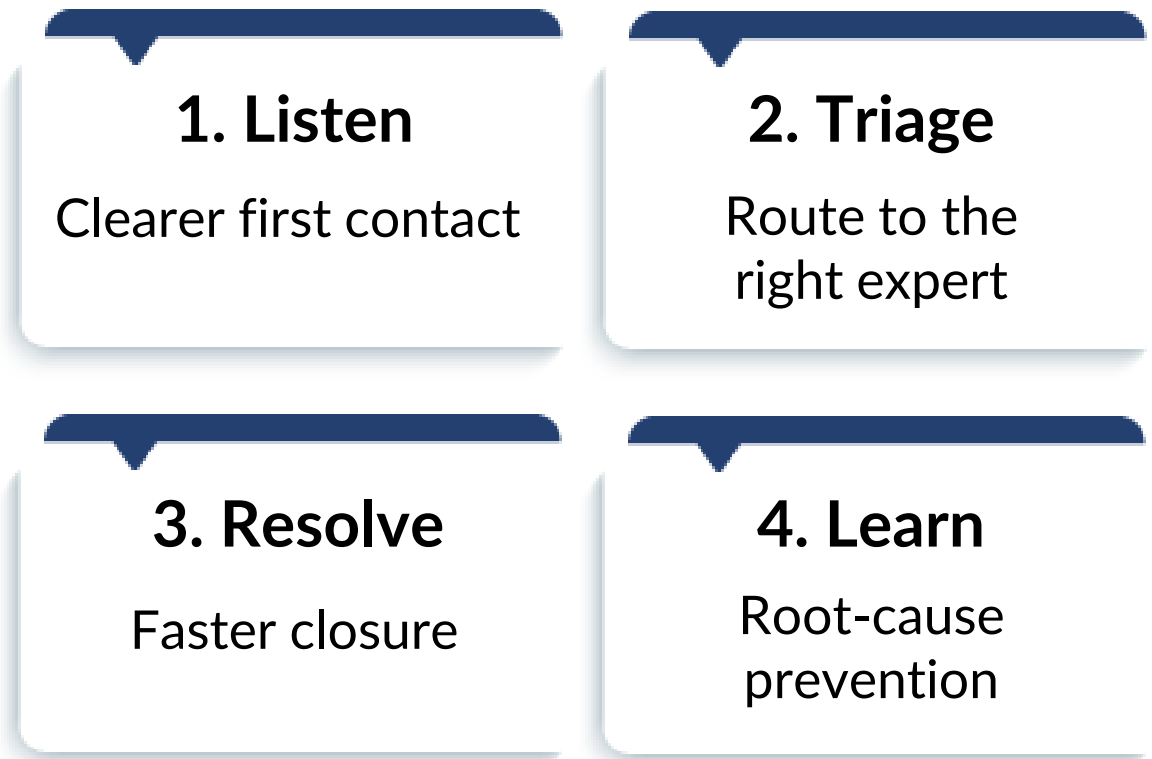 1. Listen
Clearer first contact
2. Triage
Route to the
right expert
3. Resolve
Faster closure
4. Learn
Root-cause
prevention